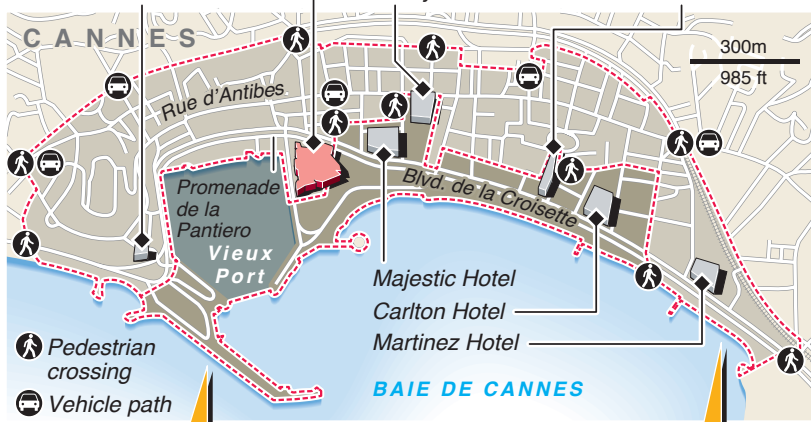 CANNES
300m
985 ft
Rue d'Antibes
Promenade
de la
Pantiero
Vieux
Port
Blvd. de la Croisette
Majestic Hotel
Carlton Hotel
Martinez Hotel
BAIE DE CANNES
Pedestrian
crossing
Vehicle path